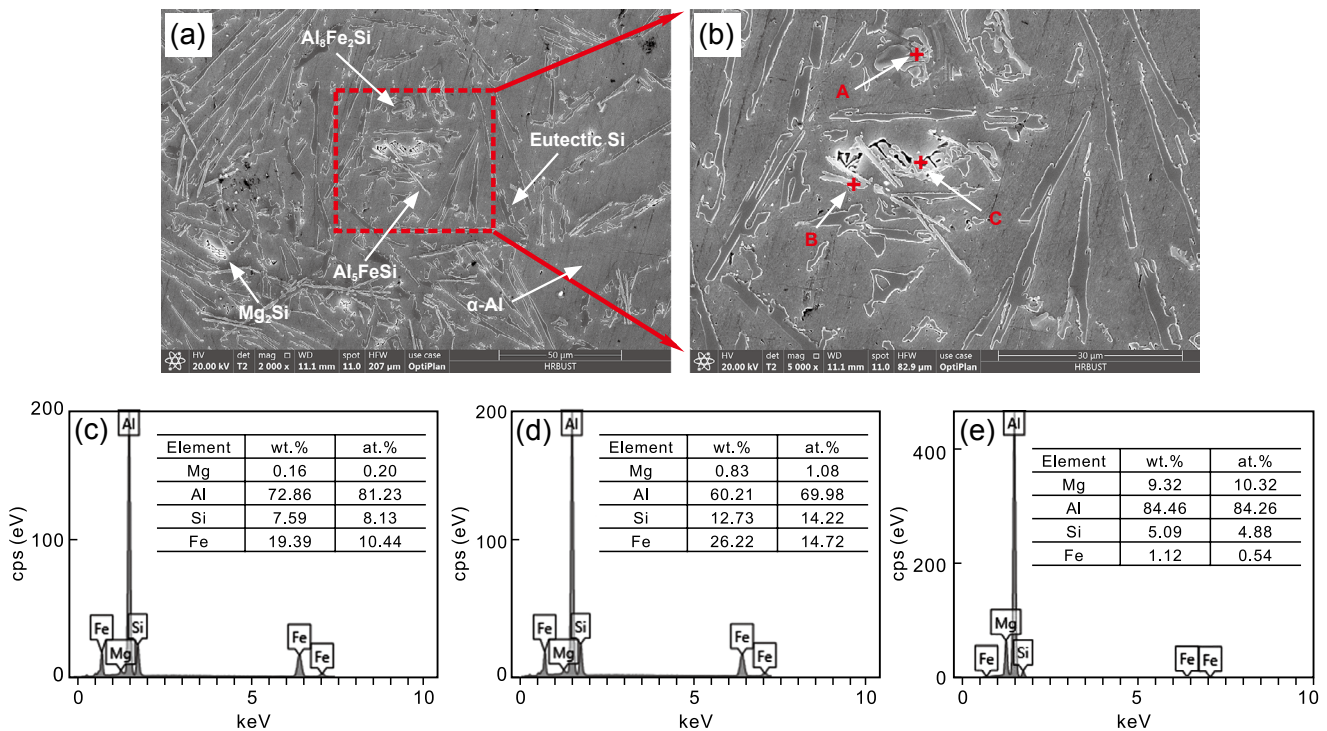 (a)
Al₈Fe₂Si
Eutectic Si
Al₅FeSi
α-Al
Mg₂Si
HV det mag □ WD spot HFW use case
20.00 kV T2 2 000 x 11.1 mm 11.0 207 µm OptiPlan
50 µm
HRBUST
(b)
A
B
C
HV det mag □ WD spot HFW use case
20.00 kV T2 5 000 x 11.1 mm 11.0 82.9 µm OptiPlan
30 µm
HRBUST
(c)
200
100
0
cps (eV)
Al
Fe
Mg
Si
Fe
Fe
Element wt.% at.%
Mg 0.16 0.20
Al 72.86 81.23
Si 7.59 8.13
Fe 19.39 10.44
0 5 10
keV
(d)
200
100
0
cps (eV)
Al
Fe
Mg
Si
Fe
Fe
Element wt.% at.%
Mg 0.83 1.08
Al 60.21 69.98
Si 12.73 14.22
Fe 26.22 14.72
0 5 10
keV
(e)
400
200
0
cps (eV)
Al
Mg
Fe
Si
Fe
Fe
Element wt.% at.%
Mg 9.32 10.32
Al 84.46 84.26
Si 5.09 4.88
Fe 1.12 0.54
0 5 10
keV